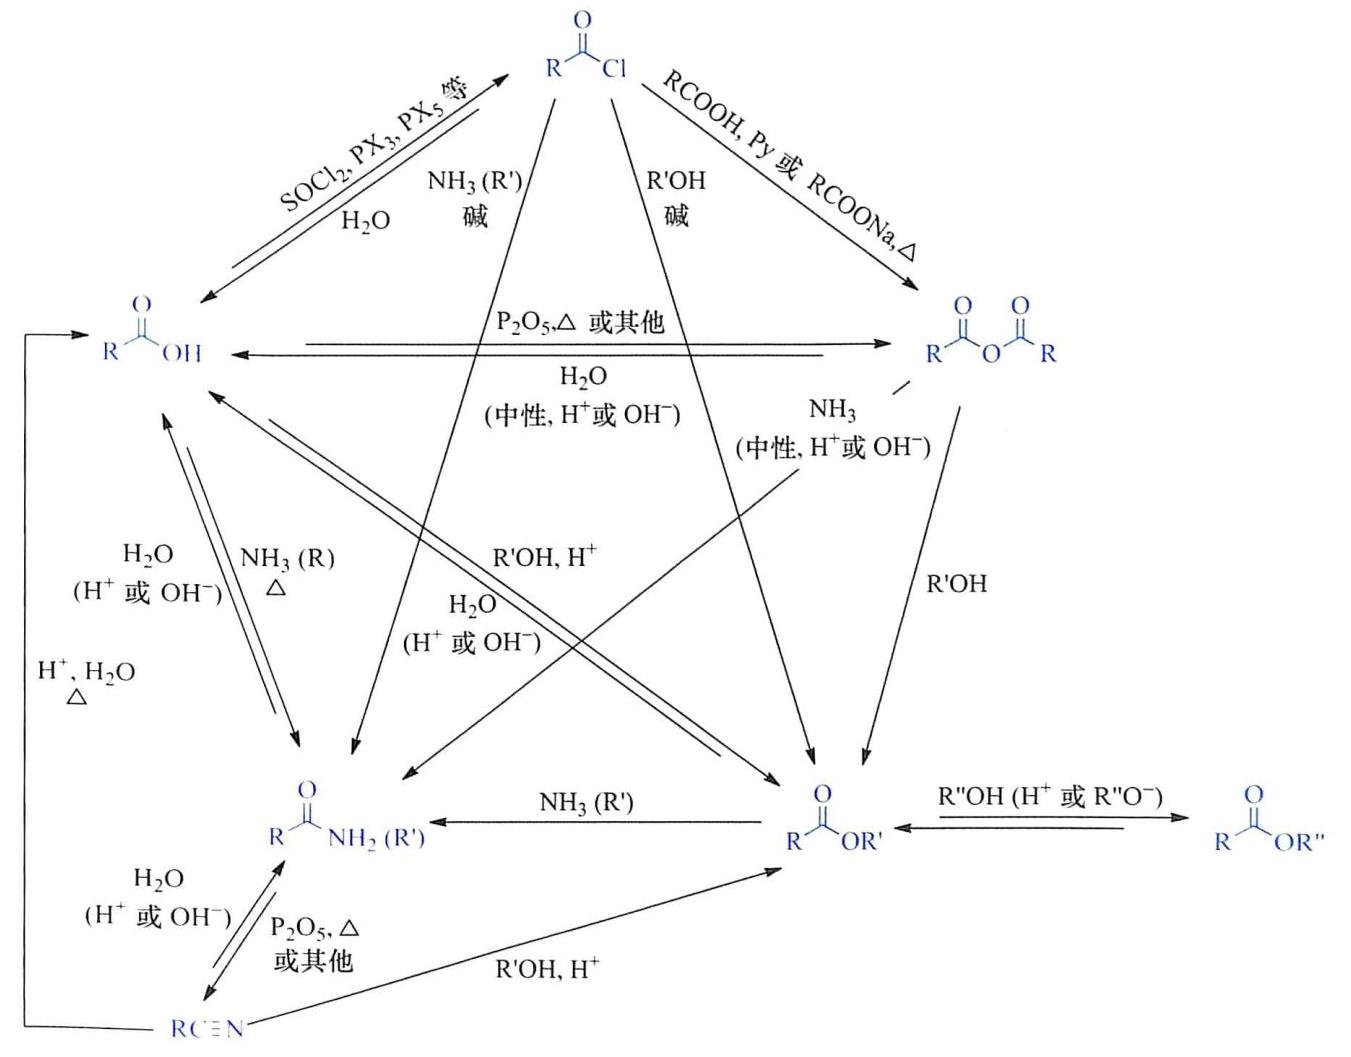 O
R Cl
SOCl₂, PX₃, PX₅ 等
RCOOH, Py 或 RCOONa, △
H₂O
NH₃ (R')
碱
R'OH
碱
O
R OH
P₂O₅,△ 或其他
H₂O
(中性, H⁺或 OH⁻)
O O
R O R
NH₃
(中性, H⁺或 OH⁻)
H₂O
(H⁺ 或 OH⁻)
NH₃ (R)
△
R'OH, H⁺
H₂O
(H⁺ 或 OH⁻)
R'OH
H⁺, H₂O
△
O
R NH₂ (R')
NH₃ (R')
O
R OR'
R''OH (H⁺ 或 R''O⁻)
O
R OR''
H₂O
(H⁺ 或 OH⁻)
P₂O₅, △
或其他
R'OH, H⁺
RC≡N